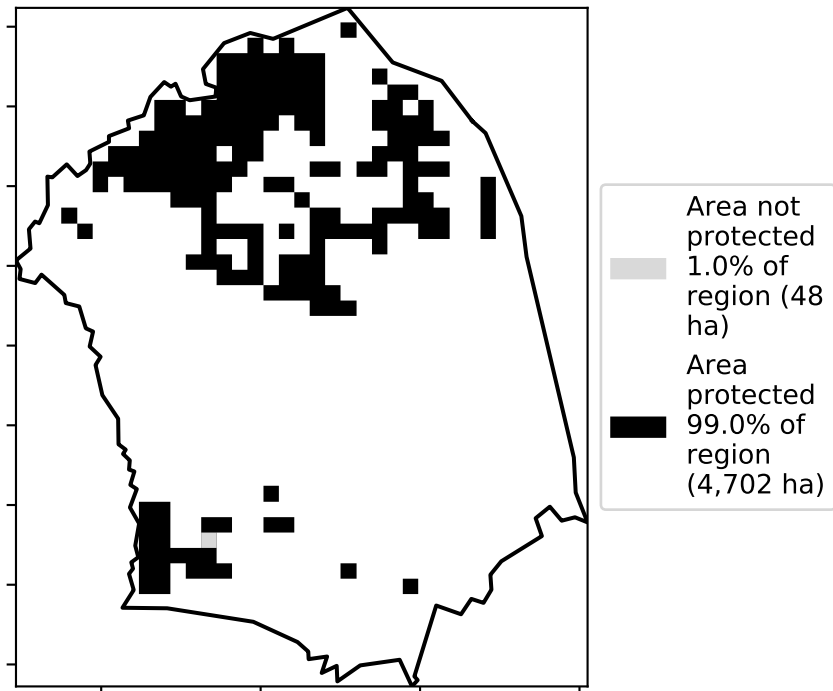 Area not
protected
1.0% of
region (48
ha)
Area
protected
99.0% of
region
(4,702 ha)